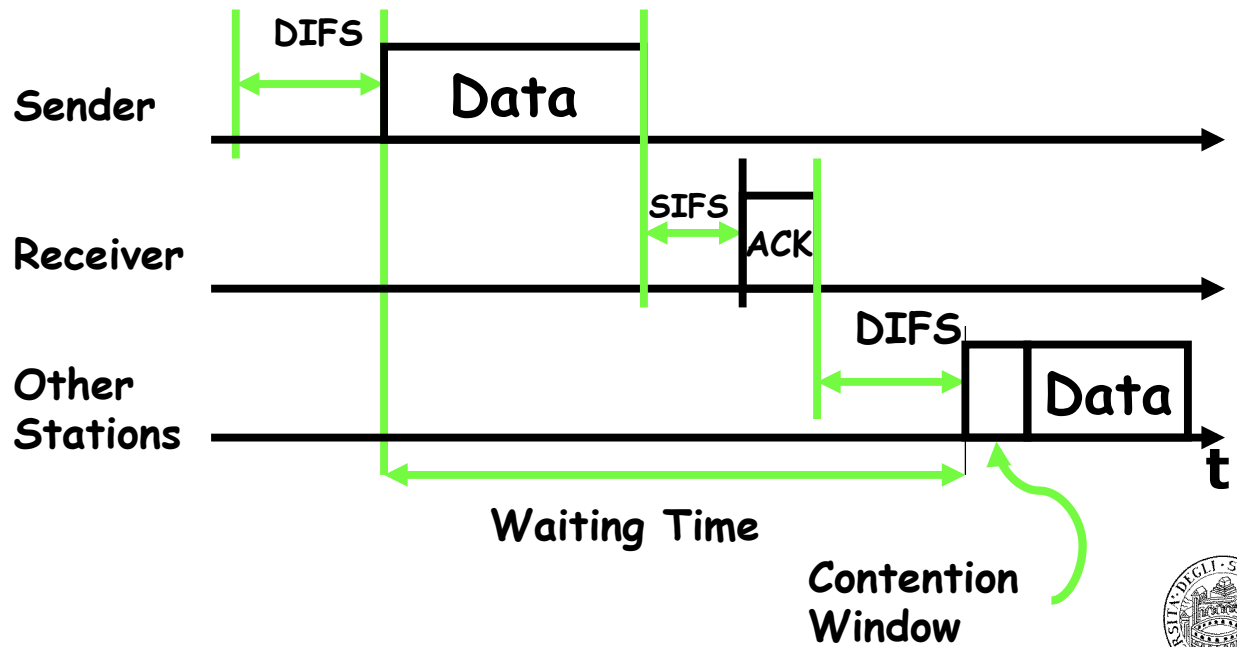 DIFS
Data
Sender
SIFS
ACK
Receiver
DIFS
Other
Stations
Data
t
Waiting Time
Contention
Window